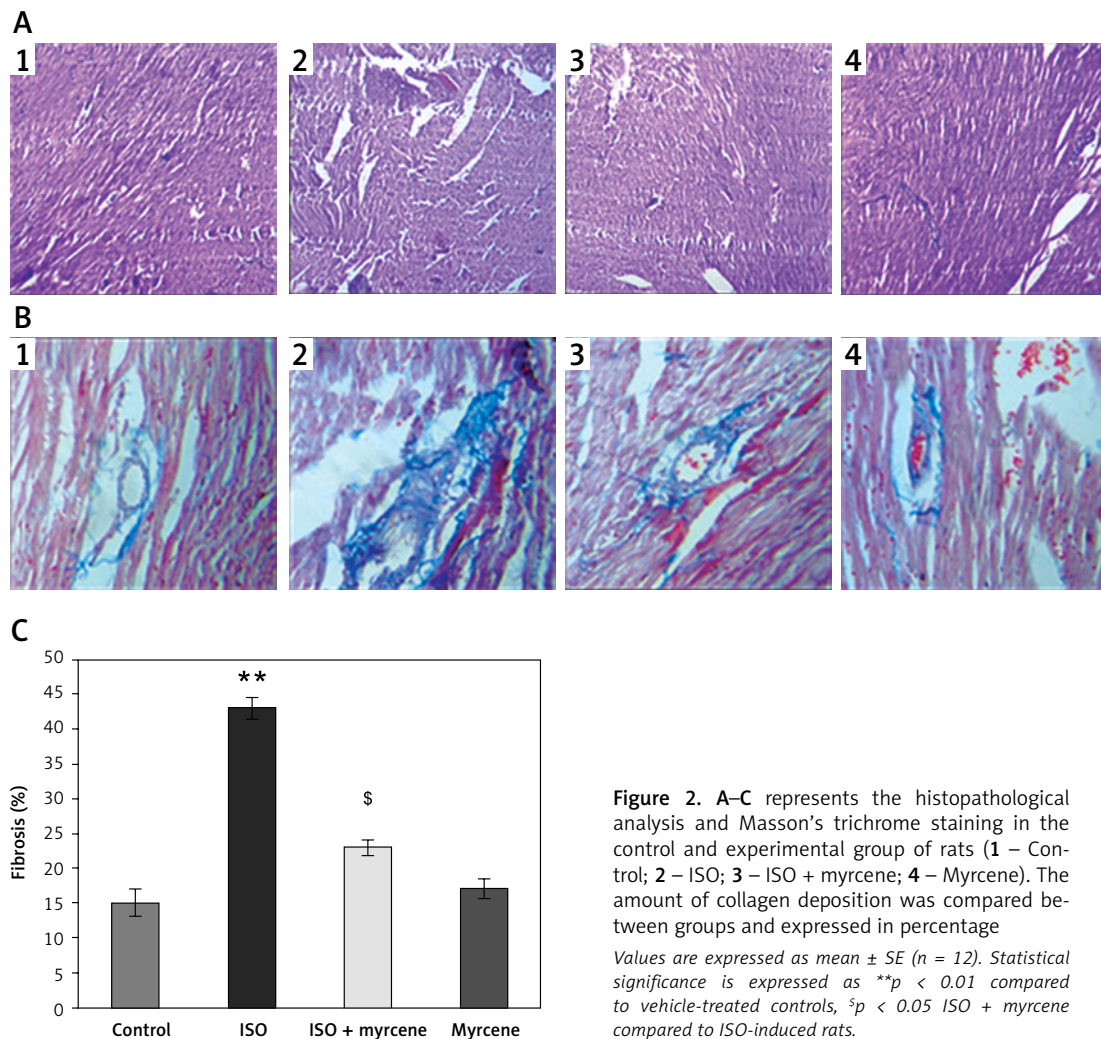 A
1 2 3 4
B
1 2 3 4
C
Fibrosis (%)
50
45
40
35
30
25
20
15
10
5
0
**
$
Control ISO ISO + myrcene Myrcene
Figure 2. A–C represents the histopathological
analysis and Masson's trichrome staining in the
control and experimental group of rats (1 – Con-
trol; 2 – ISO; 3 – ISO + myrcene; 4 – Myrcene). The
amount of collagen deposition was compared be-
tween groups and expressed in percentage
Values are expressed as mean ± SE (n = 12). Statistical
significance is expressed as **p < 0.01 compared
to vehicle-treated controls, $p < 0.05 ISO + myrcene
compared to ISO-induced rats.